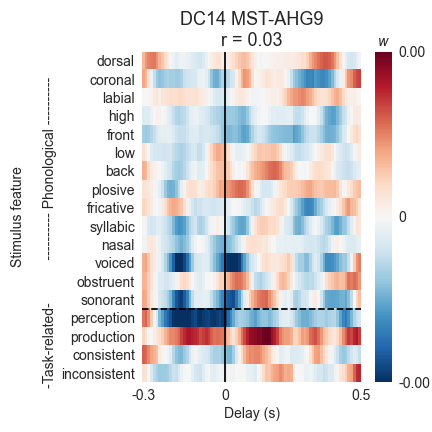 DC14 MST-AHG9
r = 0.03
w
Stimulus feature
---------- Phonological ----------
-Task-related-
dorsal
coronal
labial
high
front
low
back
plosive
fricative
syllabic
nasal
voiced
obstruent
sonorant
perception
production
consistent
inconsistent
0.00
0
-0.00
-0.3
0
0.5
Delay (s)